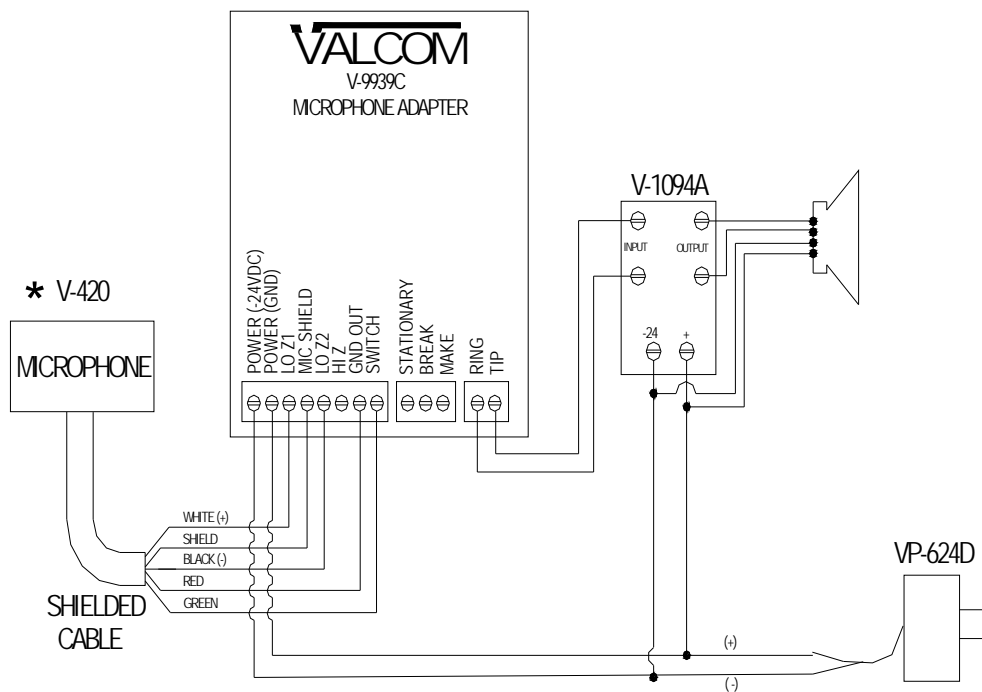 VALCOM
V-9939C
MICROPHONE ADAPTER
V-1094A
INPUT
OUTPUT
-24
+
* V-420
MICROPHONE
POWER (-24VDC)
POWER (GND)
LO Z1
MIC SHIELD
LO Z2
HI Z
GND OUT
SWITCH
STATIONARY
BREAK
MAKE
RING
TIP
WHITE (+)
SHIELD
BLACK (-)
RED
GREEN
SHIELDED
CABLE
VP-624D
(+)
(-)